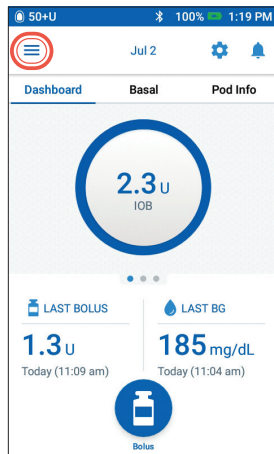 50+U 100% 1:19 PM
Jul 2
Dashboard Basal Pod Info
2.3 U
IOB
LAST BOLUS LAST BG
1.3 U 185 mg/dL
Today (11:09 am) Today (11:04 am)
Bolus